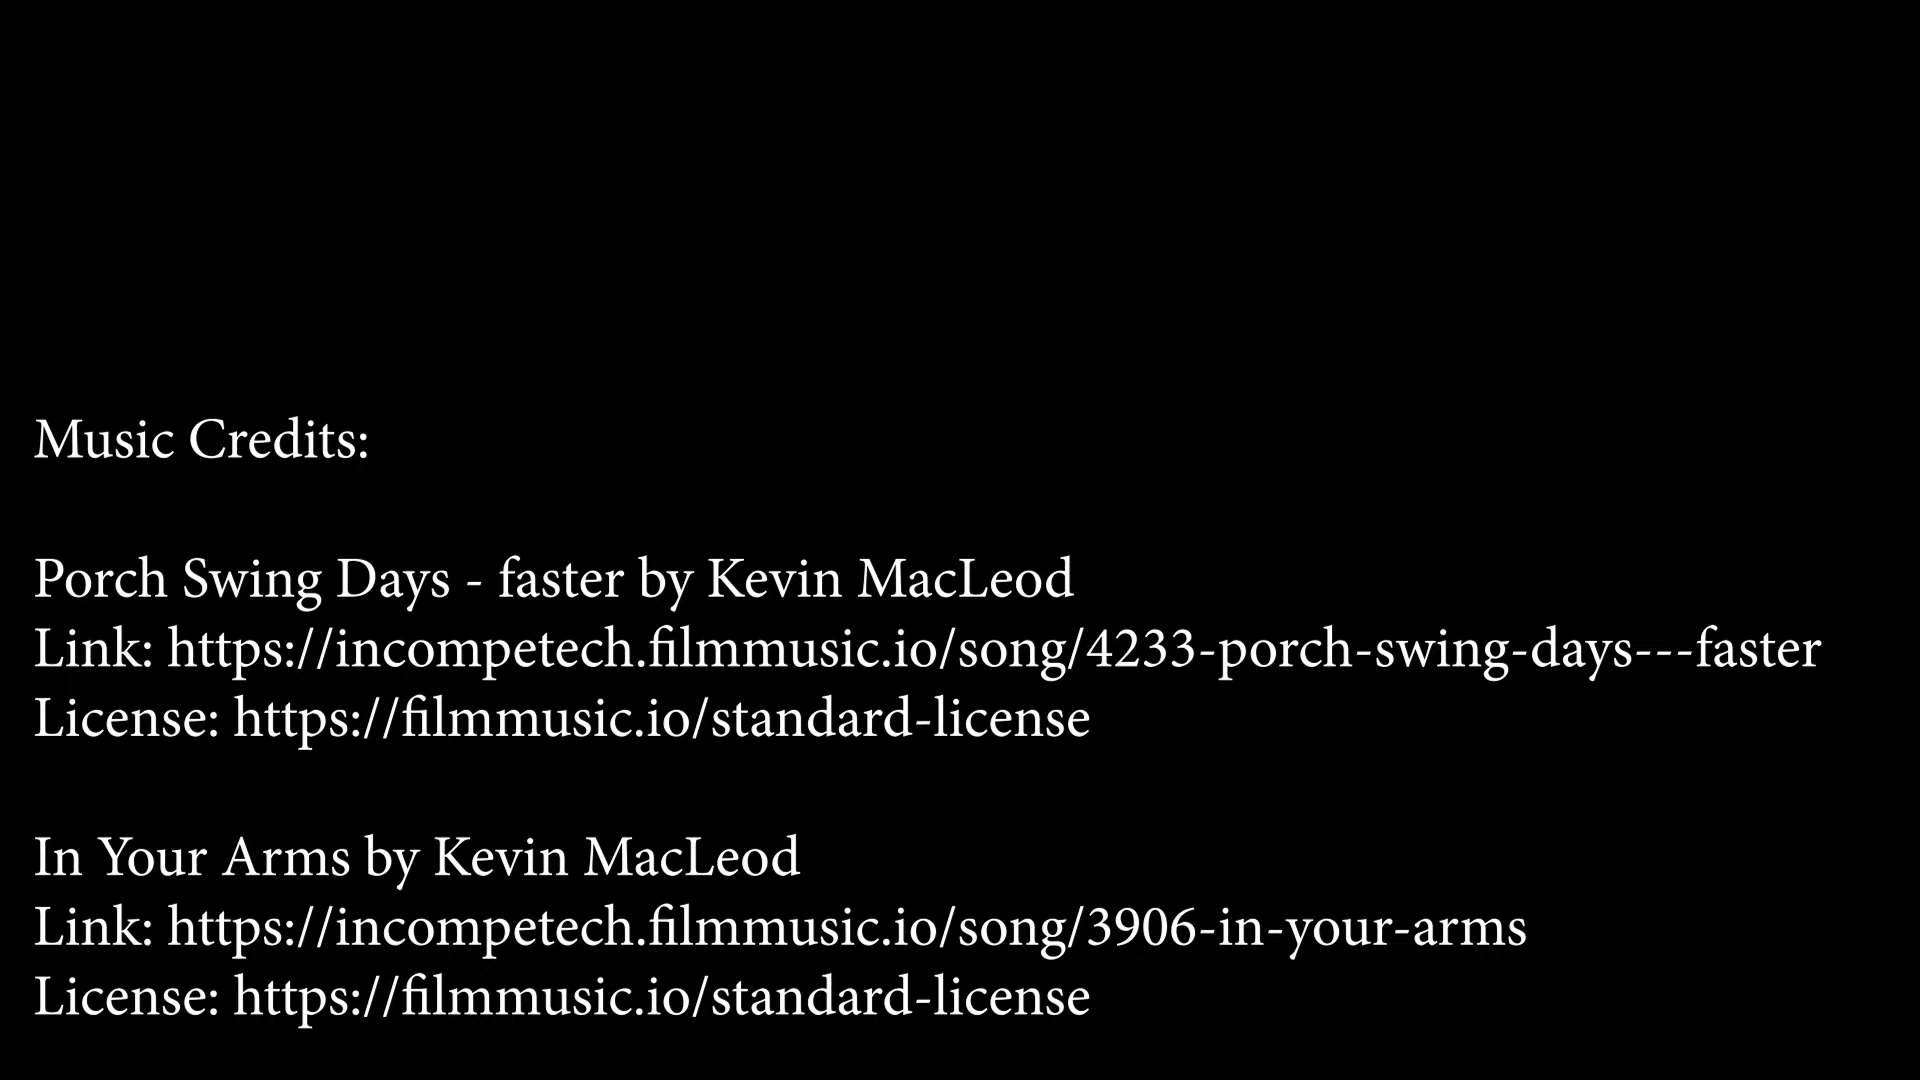 Music Credits:
Porch Swing Days - faster by Kevin MacLeod
Link: https://incompetech.filmmusic.io/song/4233-porch-swing-days---faster
License: https://filmmusic.io/standard-license
In Your Arms by Kevin MacLeod
Link: https://incompetech.filmmusic.io/song/3906-in-your-arms
License: https://filmmusic.io/standard-license